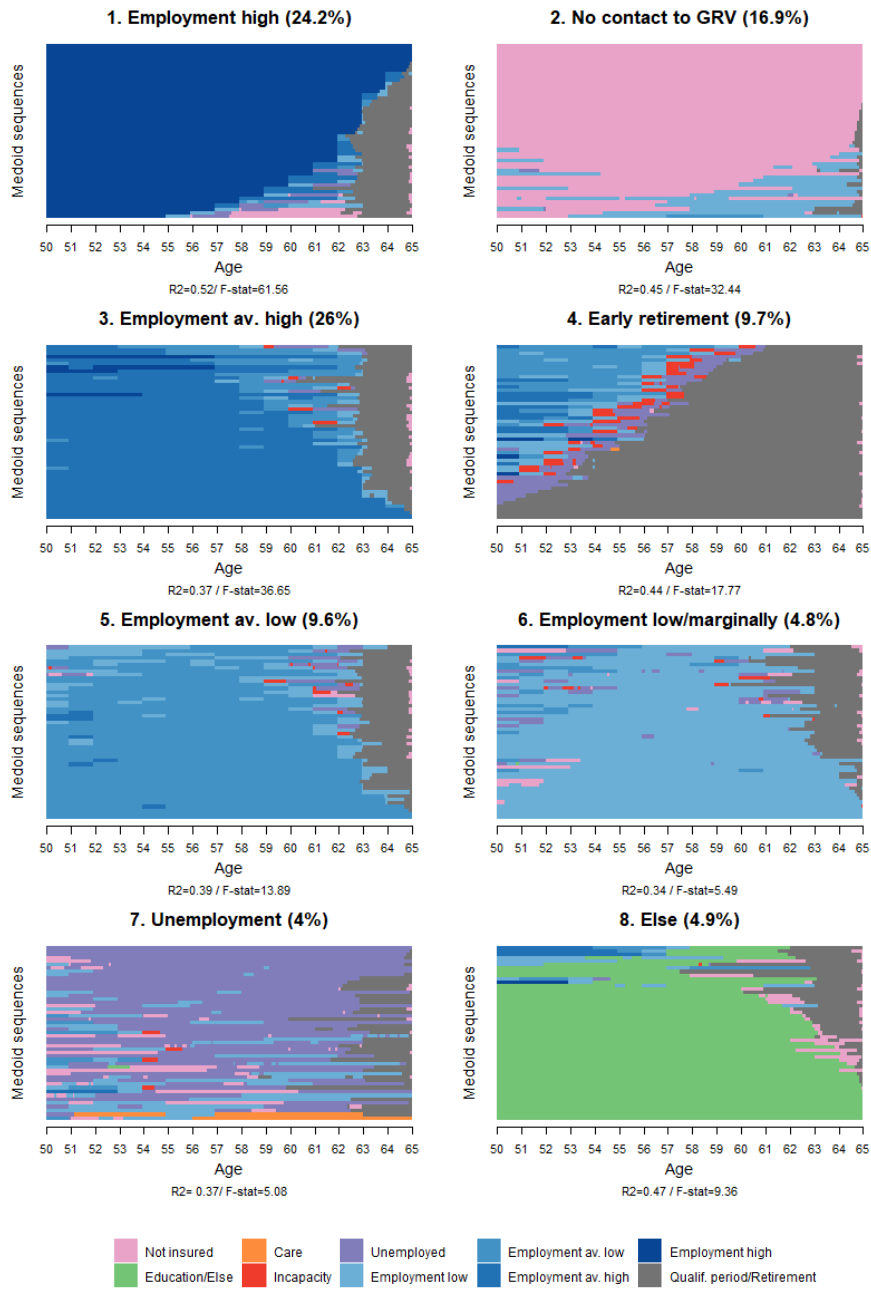 1. Employment high (24.2%)
2. No contact to GRV (16.9%)
Medoid sequences
Medoid sequences
50 51 52 53 54 55 56 57 58 59 60 61 62 63 64 65
50 51 52 53 54 55 56 57 58 59 60 61 62 63 64 65
Age
Age
R2=0.52/ F-stat=61.56
R2=0.45 / F-stat=32.44
3. Employment av. high (26%)
4. Early retirement (9.7%)
Medoid sequences
Medoid sequences
50 51 52 53 54 55 56 57 58 59 60 61 62 63 64 65
50 51 52 53 54 55 56 57 58 59 60 61 62 63 64 65
Age
Age
R2=0.37 / F-stat=36.65
R2=0.44 / F-stat=17.77
5. Employment av. low (9.6%)
6. Employment low/marginally (4.8%)
Medoid sequences
Medoid sequences
50 51 52 53 54 55 56 57 58 59 60 61 62 63 64 65
50 51 52 53 54 55 56 57 58 59 60 61 62 63 64 65
Age
Age
R2=0.39 / F-stat=13.89
R2=0.34 / F-stat=5.49
7. Unemployment (4%)
8. Else (4.9%)
Medoid sequences
Medoid sequences
50 51 52 53 54 55 56 57 58 59 60 61 62 63 64 65
50 51 52 53 54 55 56 57 58 59 60 61 62 63 64 65
Age
Age
R2= 0.37/ F-stat=5.08
R2=0.47 / F-stat=9.36
Not insured
Care
Unemployed
Employment av. low
Employment high
Education/Else
Incapacity
Employment low
Employment av. high
Qualif. period/Retirement